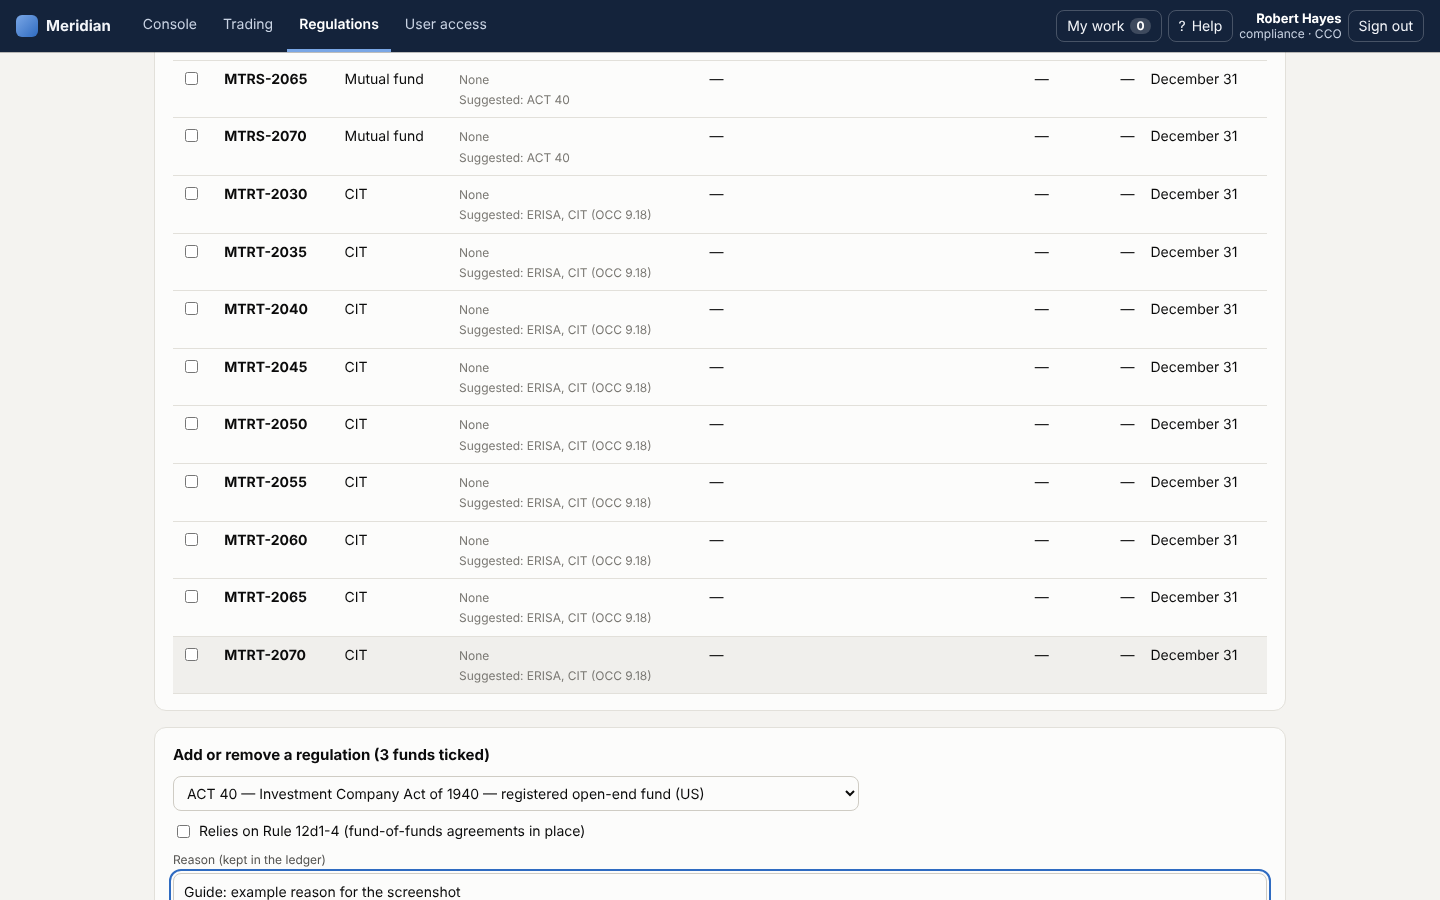 Meridian Console Trading Regulations User access My work 0 ? Help Robert Hayes compliance · CCO Sign out
MTRS-2065 Mutual fund None — — — December 31
Suggested: ACT 40
MTRS-2070 Mutual fund None — — — December 31
Suggested: ACT 40
MTRT-2030 CIT None — — — December 31
Suggested: ERISA, CIT (OCC 9.18)
MTRT-2035 CIT None — — — December 31
Suggested: ERISA, CIT (OCC 9.18)
MTRT-2040 CIT None — — — December 31
Suggested: ERISA, CIT (OCC 9.18)
MTRT-2045 CIT None — — — December 31
Suggested: ERISA, CIT (OCC 9.18)
MTRT-2050 CIT None — — — December 31
Suggested: ERISA, CIT (OCC 9.18)
MTRT-2055 CIT None — — — December 31
Suggested: ERISA, CIT (OCC 9.18)
MTRT-2060 CIT None — — — December 31
Suggested: ERISA, CIT (OCC 9.18)
MTRT-2065 CIT None — — — December 31
Suggested: ERISA, CIT (OCC 9.18)
MTRT-2070 CIT None — — — December 31
Suggested: ERISA, CIT (OCC 9.18)
Add or remove a regulation (3 funds ticked)
ACT 40 — Investment Company Act of 1940 — registered open-end fund (US)
Relies on Rule 12d1-4 (fund-of-funds agreements in place)
Reason (kept in the ledger)
Guide: example reason for the screenshot